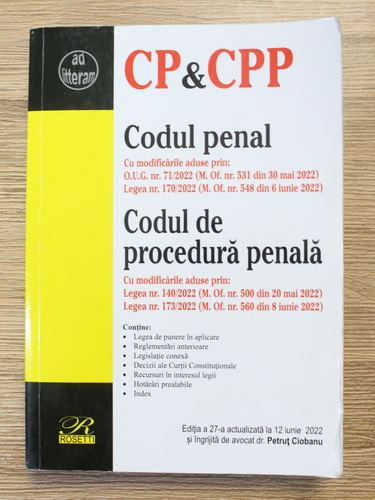 ad
litteram
CP & CPP
Codul penal
Cu modificările aduse prin:
O.U.G. nr. 71/2022 (M. Of. nr. 531 din 30 mai 2022)
Legea nr. 170/2022 (M. Of. nr. 548 din 6 iunie 2022)
Codul de
procedură penală
Cu modificările aduse prin:
Legea nr. 140/2022 (M. Of. nr. 500 din 20 mai 2022)
Legea nr. 173/2022 (M. Of. nr. 560 din 8 iunie 2022)
Conține:
• Legea de punere în aplicare
• Reglementări anterioare
• Legislație conexă
• Decizii ale Curții Constituționale
• Recursuri în interesul legii
• Hotărâri prealabile
• Index
Ediția a 27-a actualizată la 12 iunie 2022
și îngrijită de avocat dr. Petruț Ciobanu
R
ROSETTI